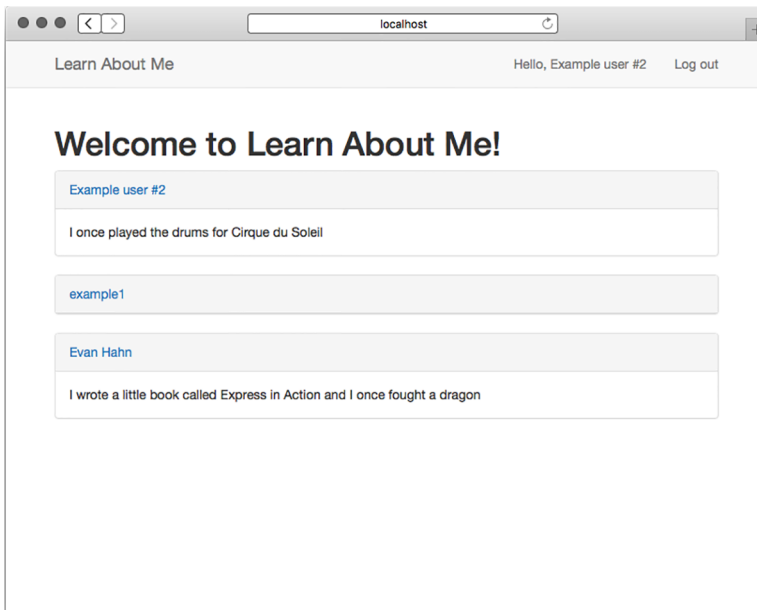 localhost
Learn About Me Hello, Example user #2 Log out
Welcome to Learn About Me!
Example user #2
I once played the drums for Cirque du Soleil
example1
Evan Hahn
I wrote a little book called Express in Action and I once fought a dragon